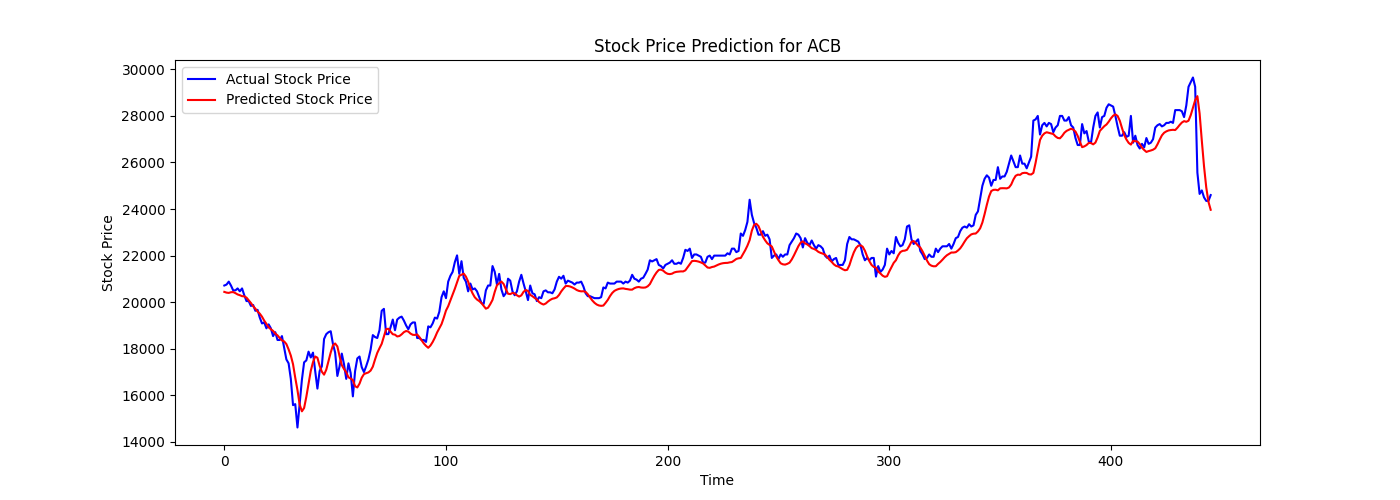 Stock Price Prediction for ACB
Actual Stock Price
Predicted Stock Price
30000
28000
26000
24000
22000
20000
18000
16000
14000
Stock Price
0 100 200 300 400
Time